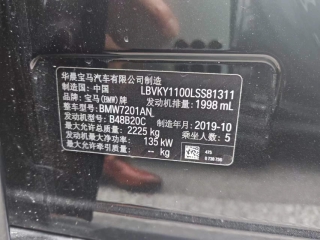 华晨宝马汽车有限公司制造
制造国：中国 LBVKY1100LSS81311
品牌：宝马(BMW)牌 发动机排量：1998 mL
整车型号：BMW7201AN
发动机型号：B48B20C 制造年月：2019-10
最大允许总质量：2225 kg 乘坐人数：5
发动机最大净功率：135 kW
最大允许牵引质量：-- kg